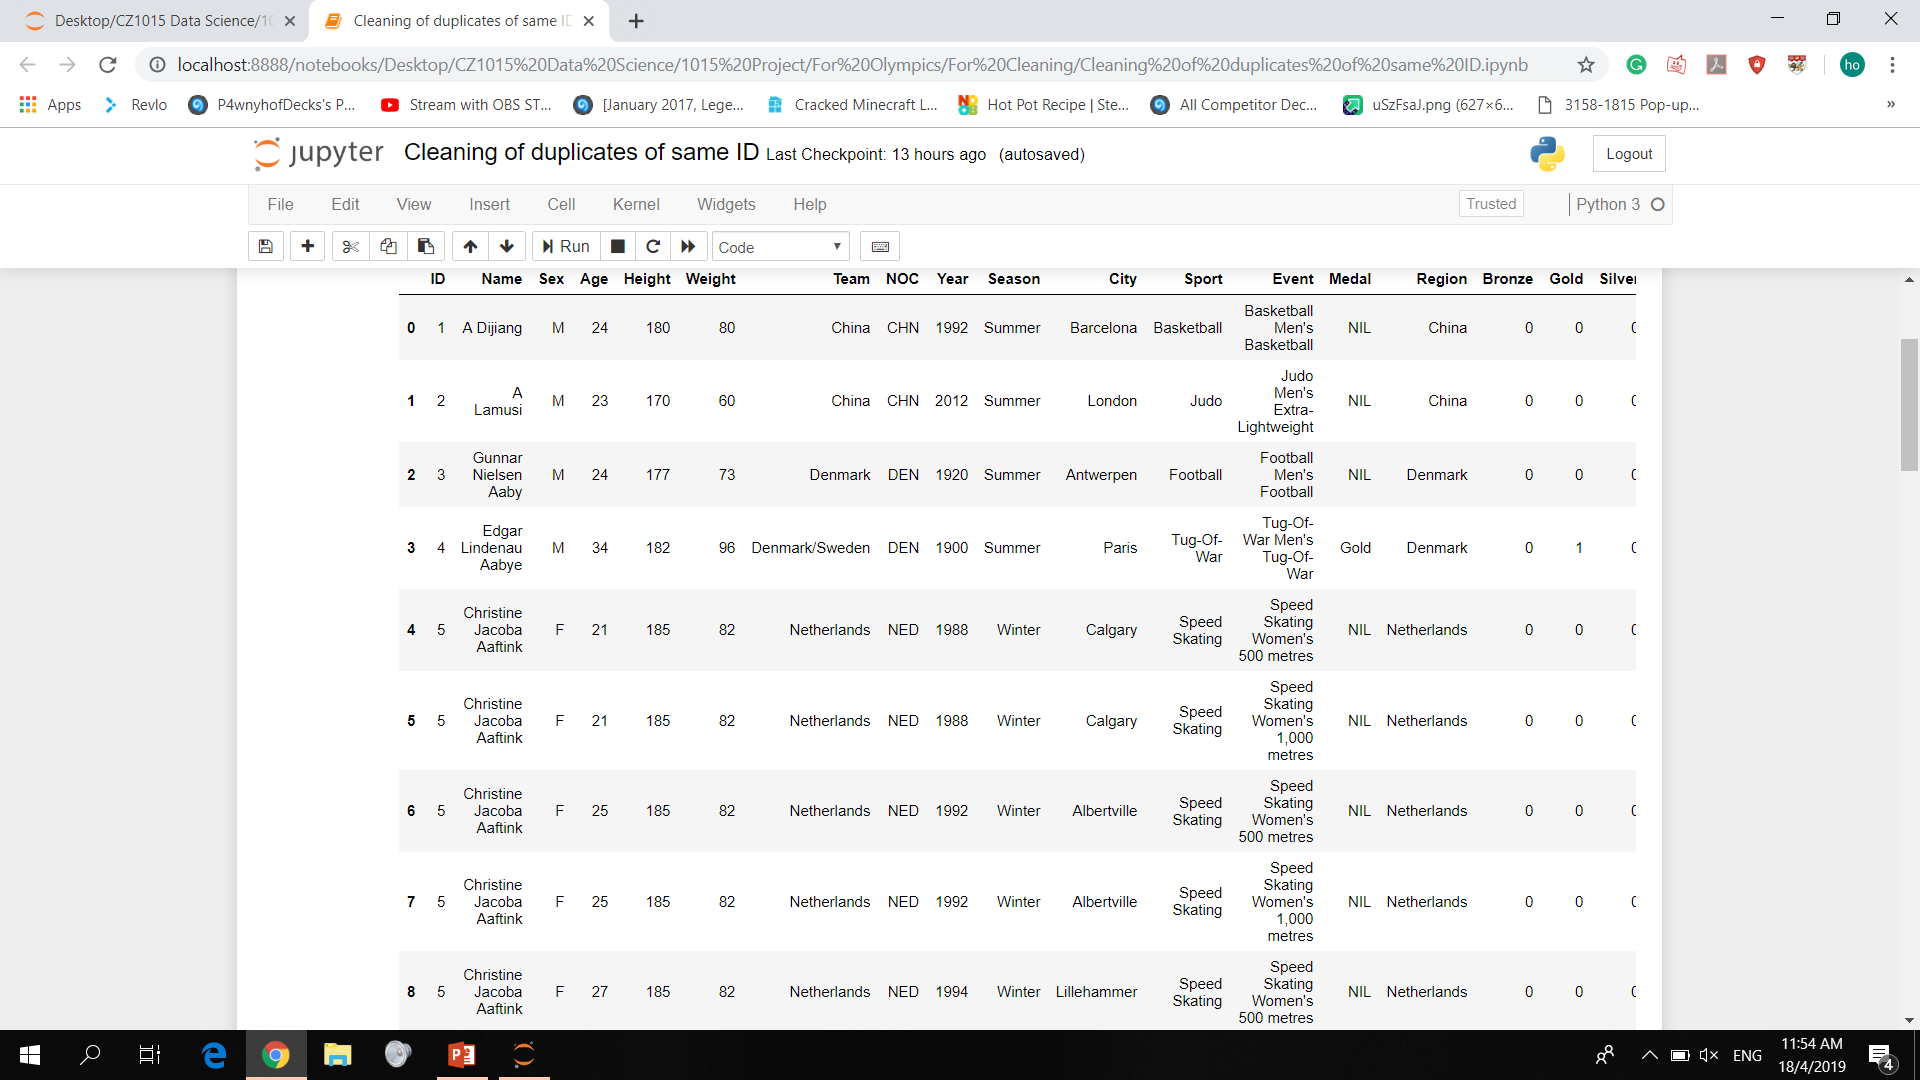 Desktop/CZ1015 Data Science/10
Cleaning of duplicates of same ID
localhost:8888/notebooks/Desktop/CZ1015%20Data%20Science/1015%20Project/For%20Olympics/For%20Cleaning/Cleaning%20of%20duplicates%20of%20same%20ID.ipynb
ho
Apps Revlo P4wnyhofDecks's P... Stream with OBS ST... [January 2017, Lege... Cracked Minecraft L... Hot Pot Recipe | Ste... All Competitor Dec... uSzFsaJ.png (627×6... 3158-1815 Pop-up... »
jupyter Cleaning of duplicates of same ID Last Checkpoint: 13 hours ago (autosaved) Logout
File Edit View Insert Cell Kernel Widgets Help Trusted Python 3
Run Code
ID Name Sex Age Height Weight Team NOC Year Season City Sport Event Medal Region Bronze Gold Silver
Basketball
0 1 A Dijiang M 24 180 80 China CHN 1992 Summer Barcelona Basketball Men's NIL China 0 0 0
Basketball
Judo
A Men's
1 2 M 23 170 60 China CHN 2012 Summer London Judo NIL China 0 0 0
Lamusi Extra-
Lightweight
Gunnar Football
2 3 Nielsen M 24 177 73 Denmark DEN 1920 Summer Antwerpen Football Men's NIL Denmark 0 0 0
Aaby Football
Tug-Of-
Edgar Tug-Of- War Men's
3 4 Lindenau M 34 182 96 Denmark/Sweden DEN 1900 Summer Paris Gold Denmark 0 1 0
Aabye War Tug-Of-
War
Speed
Christine Speed Skating
4 5 Jacoba F 21 185 82 Netherlands NED 1988 Winter Calgary NIL Netherlands 0 0 0
Aaftink Skating Women's
500 metres
Speed
Christine Speed Skating
5 5 Jacoba F 21 185 82 Netherlands NED 1988 Winter Calgary Women's NIL Netherlands 0 0 0
Aaftink Skating 1,000
metres
Speed
Christine Speed Skating
6 5 Jacoba F 25 185 82 Netherlands NED 1992 Winter Albertville NIL Netherlands 0 0 0
Aaftink Skating Women's
500 metres
Speed
Christine Speed Skating
7 5 Jacoba F 25 185 82 Netherlands NED 1992 Winter Albertville Women's NIL Netherlands 0 0 0
Aaftink Skating 1,000
metres
Speed
Christine Speed Skating
8 5 Jacoba F 27 185 82 Netherlands NED 1994 Winter Lillehammer NIL Netherlands 0 0 0
Aaftink Skating Women's
500 metres
ENG
11:54 AM
18/4/2019
4